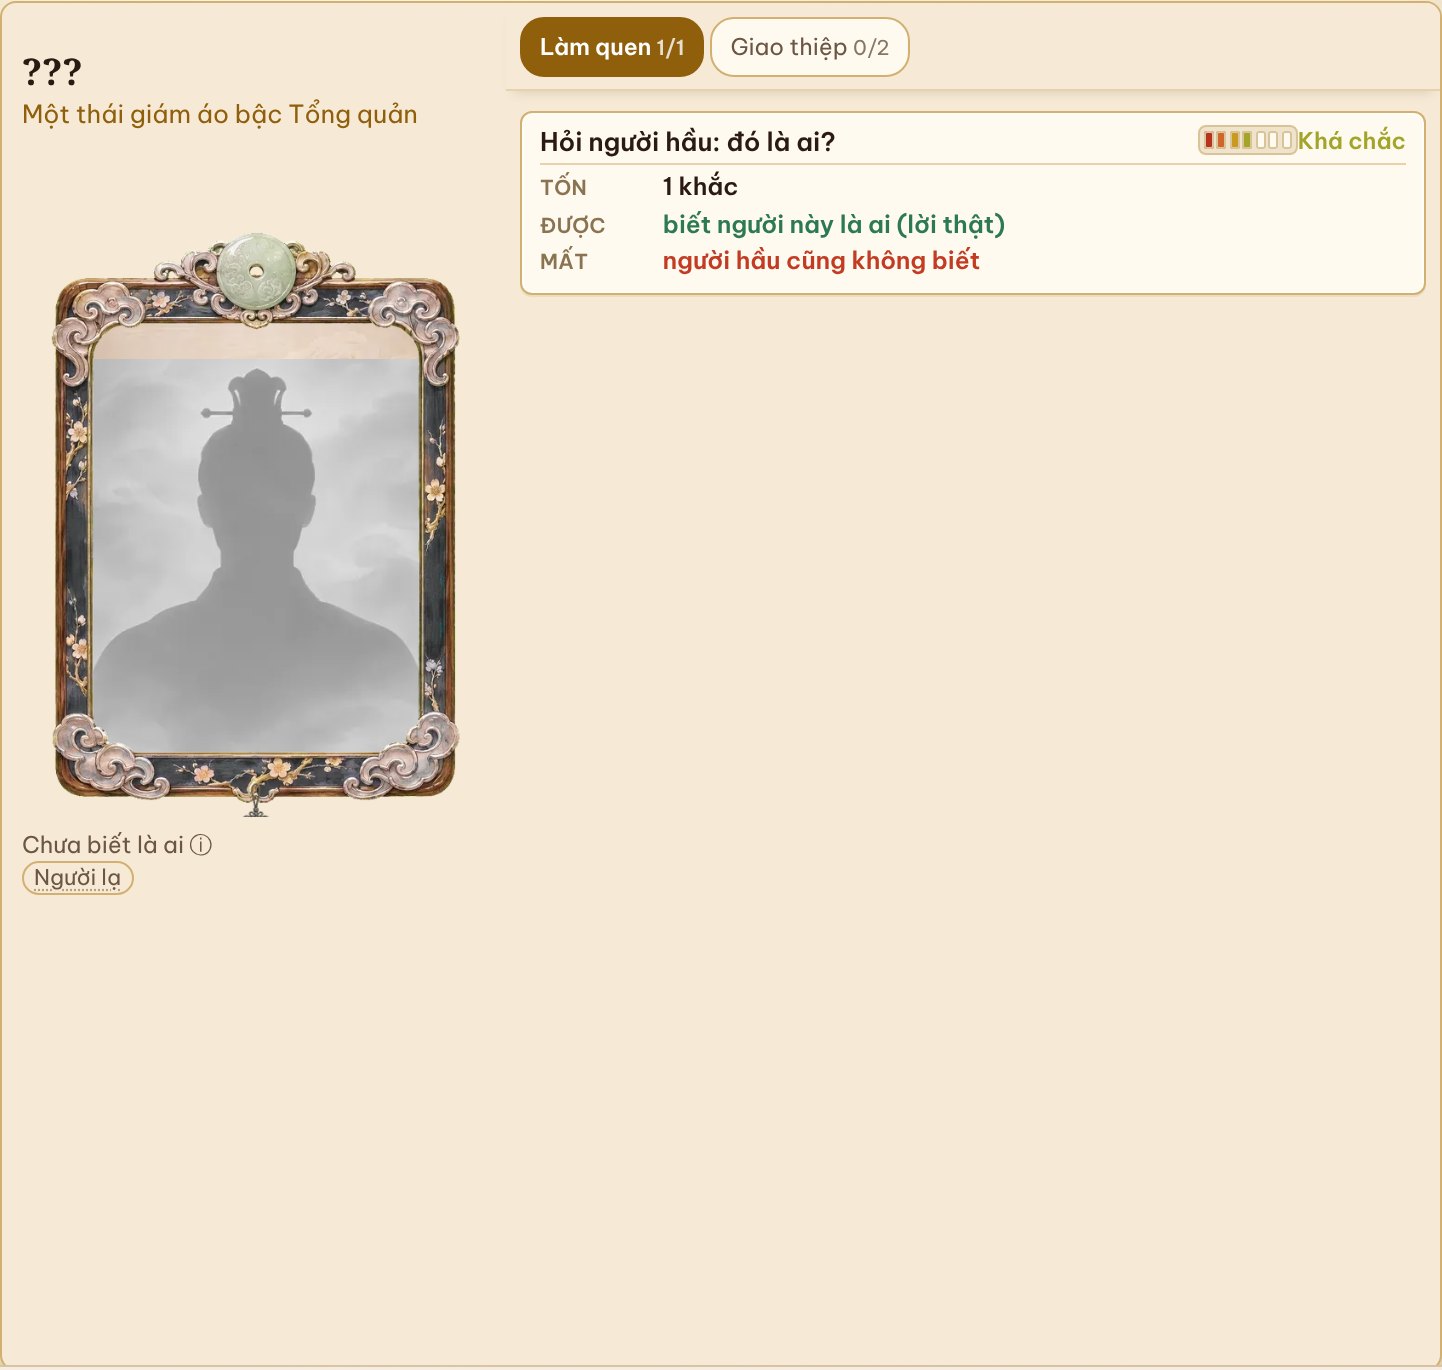 ???
Một thái giám áo bậc Tổng quản
Chưa biết là ai ⓘ
Người lạ
Làm quen 1/1
Giao thiệp 0/2
Hỏi người hầu: đó là ai?
Khá chắc
TỐN 1 khắc
ĐƯỢC biết người này là ai (lời thật)
MẤT người hầu cũng không biết